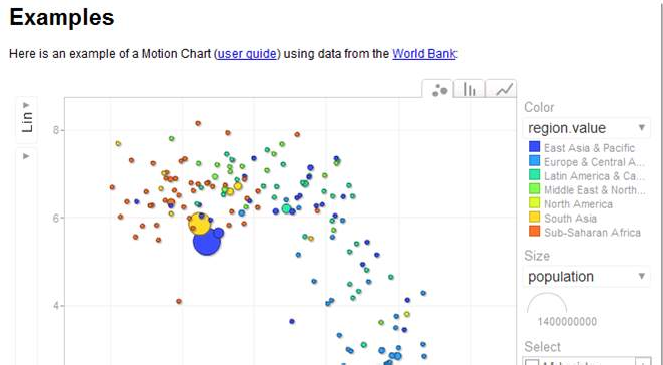 Examples
Here is an example of a Motion Chart (user guide) using data from the World Bank:
Lin
8
6
4
Color
region.value
East Asia & Pacific
Europe & Central A...
Latin America & Ca...
Middle East & North...
North America
South Asia
Sub-Saharan Africa
Size
population
1400000000
Select